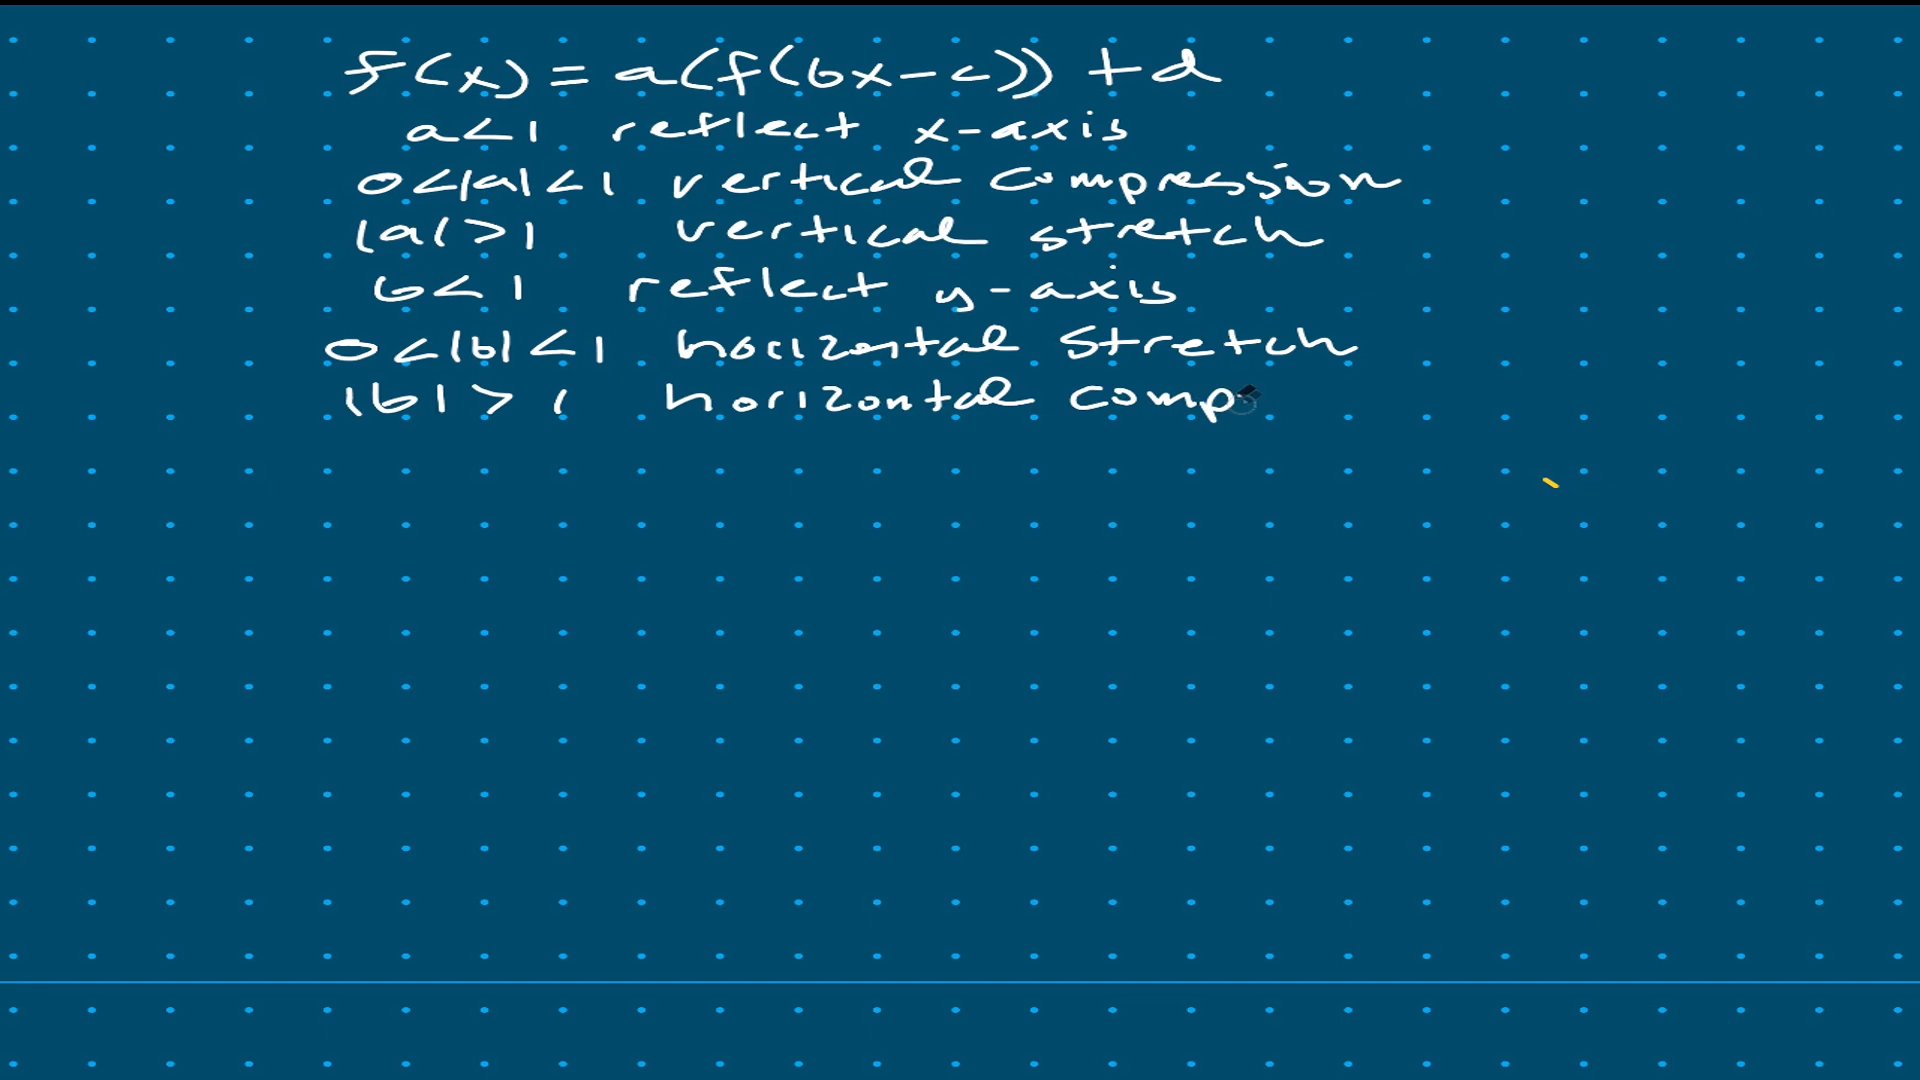 f(x) = a(f(bx-c)) + d
a<1 reflect x-axis
0<|a|<1 vertical compression
|a|>1 vertical stretch
b<1 reflect y-axis
0<|b|<1 horizontal stretch
|b|>1 horizontal comp